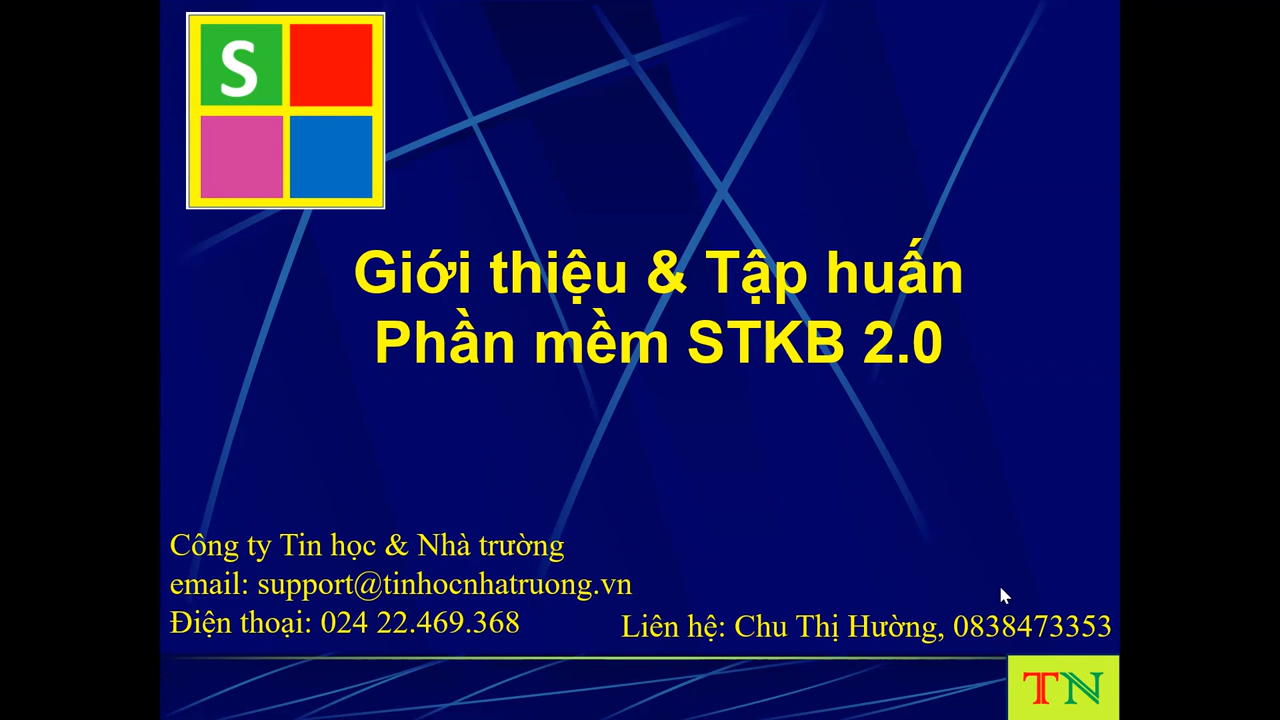 S
Giới thiệu & Tập huấn
Phần mềm STKB 2.0
Công ty Tin học & Nhà trường
email: support@tinhocnhatruong.vn
Điện thoại: 024 22.469.368
Liên hệ: Chu Thị Hường, 0838473353
TN